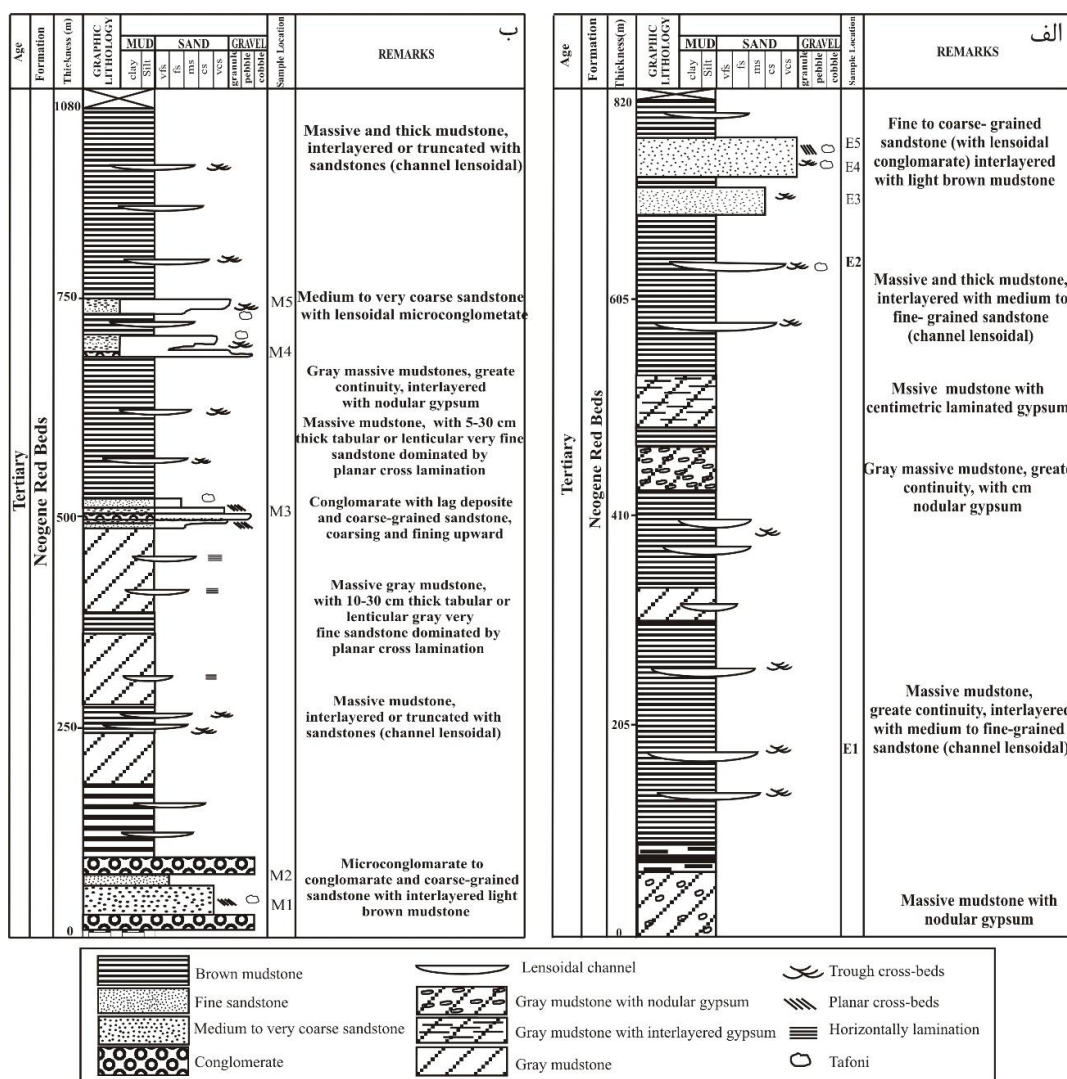 ب
Age
Formation
Thickness (m)
GRAPHIC
LITHOLOGY
MUD
SAND
GRAVEL
clay
Silt
vfs
fs
ms
cs
vcs
granule
pebble
cobble
Sample Location
REMARKS
Tertiary
Neogene Red Beds
1080
750
500
250
0
M5
M4
M3
M2
M1
Massive and thick mudstone,
interlayered or truncated with
sandstones (channel lensoidal)
Medium to very coarse sandstone
with lensoidal microconglometate
Gray massive mudstones, greate
continuity, interlayered
with nodular gypsum
Massive mudstone, with 5-30 cm
thick tabular or lenticular very fine
sandstone dominated by
planar cross lamination
Conglomarate with lag deposite
and coarse-grained sandstone,
coarsing and fining upward
Massive gray mudstone,
with 10-30 cm thick tabular or
lenticular gray very
fine sandstone dominated by
planar cross lamination
Massive mudstone,
interlayered or truncated with
sandstones (channel lensoidal)
Microconglomarate to
conglomarate and coarse-grained
sandstone with interlayered light
brown mudstone
الف
Age
Formation
Thickness(m)
GRAPHIC
LITHOLOGY
MUD
SAND
GRAVEL
clay
Silt
vfs
fs
ms
cs
vcs
granule
pebble
cobble
Sample Location
REMARKS
Tertiary
Neogene Red Beds
820
605
410
205
0
E5
E4
E3
E2
E1
Fine to coarse- grained
sandstone (with lensoidal
conglomarate) interlayered
with light brown mudstone
Massive and thick mudstone,
interlayered with medium to
fine- grained sandstone
(channel lensoidal)
Mssive mudstone with
centimetric laminated gypsum
Gray massive mudstone, greate
continuity, with cm
nodular gypsum
Massive mudstone,
greate continuity, interlayered
with medium to fine-grained
sandstone (channel lensoidal)
Massive mudstone with
nodular gypsum
Brown mudstone
Fine sandstone
Medium to very coarse sandstone
Conglomerate
Lensoidal channel
Gray mudstone with nodular gypsum
Gray mudstone with interlayered gypsum
Gray mudstone
Trough cross-beds
Planar cross-beds
Horizontally lamination
Tafoni